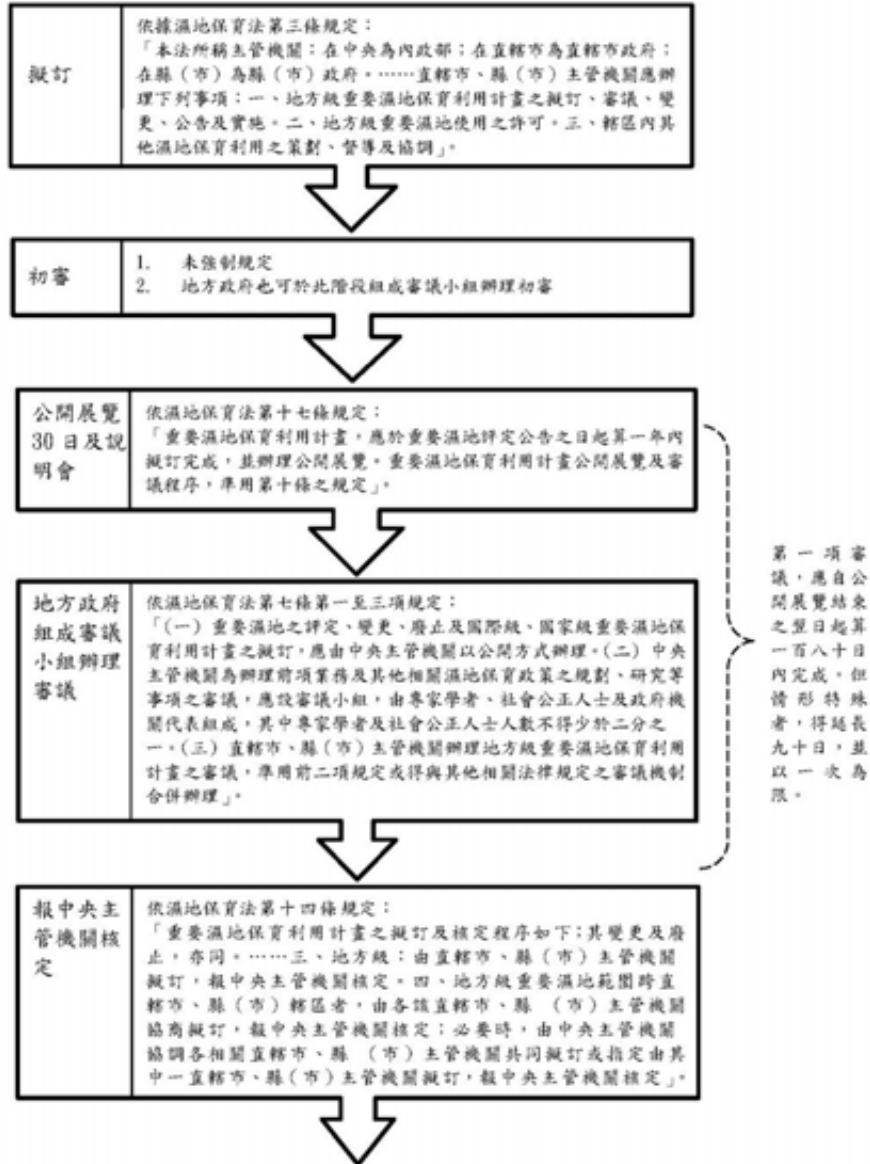 擬訂
依據濕地保育法第三條規定：
「本法所稱主管機關：在中央為內政部；在直轄市為直轄市政府；
在縣（市）為縣（市）政府。……直轄市、縣（市）主管機關應辦
理下列事項：一、地方級重要濕地保育利用計畫之擬訂、審議、變
更、公告及實施。二、地方級重要濕地使用之許可。三、轄區內其
他濕地保育利用之策劃、督導及協調」。
初審
1. 未強制規定
2. 地方政府也可於此階段組成審議小組辦理初審
公開展覽
30 日及說
明會
依濕地保育法第十七條規定：
「重要濕地保育利用計畫，應於重要濕地評定公告之日起算一年內
擬訂完成，並辦理公開展覽。重要濕地保育利用計畫公開展覽及審
議程序，準用第十條之規定」。
地方政府
組成審議
小組辦理
審議
依濕地保育法第七條第一至三項規定：
「(一) 重要濕地之評定、變更、廢止及國際級、國家級重要濕地保
育利用計畫之擬訂，應由中央主管機關以公開方式辦理。(二) 中央
主管機關為辦理前項業務及其他相關濕地保育政策之規劃、研究等
事項之審議，應設審議小組，由專家學者、社會公正人士及政府機
關代表組成，其中專家學者及社會公正人士人數不得少於二分之
一。(三) 直轄市、縣（市）主管機關辦理地方級重要濕地保育利用
計畫之審議，準用前二項規定或得與其他相關法律規定之審議機制
合併辦理」。
第一項審
議，應自公
開展覽結束
之翌日起算
一百八十日
內完成。但
情形特殊
者，得延長
九十日，並
以一次為
限。
報中央主
管機關核
定
依濕地保育法第十四條規定：
「重要濕地保育利用計畫之擬訂及核定程序如下；其變更及廢
止，亦同。……三、地方級：由直轄市、縣（市）主管機關
擬訂，報中央主管機關核定。四、地方級重要濕地範圍跨直
轄市、縣（市）轄區者，由各該直轄市、縣 （市）主管機關
協商擬訂，報中央主管機關核定；必要時，由中央主管機關
協調各相關直轄市、縣 （市）主管機關共同擬訂或指定由其
中一直轄市、縣（市）主管機關擬訂，報中央主管機關核定」。